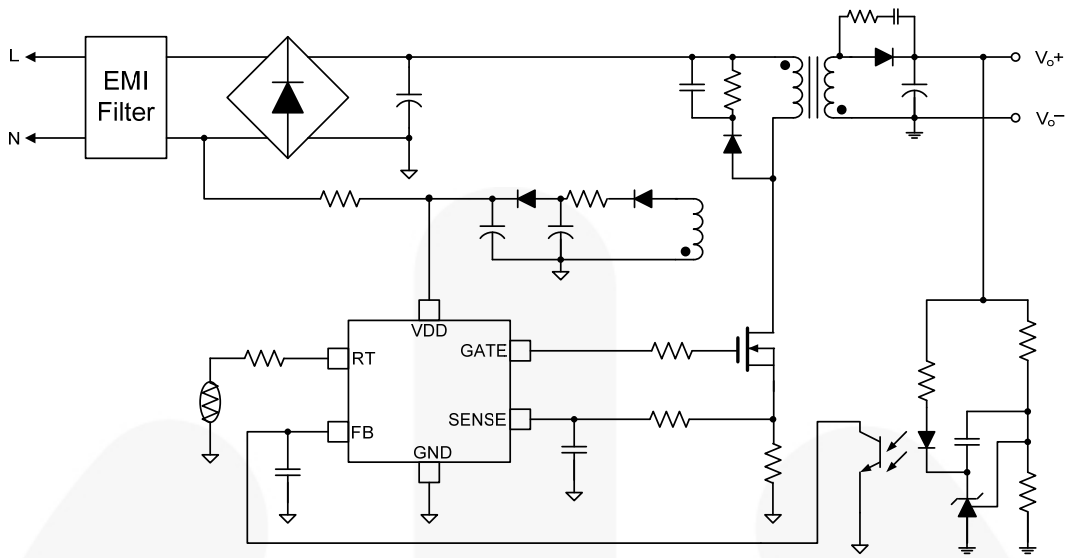 L
EMI
Filter
N
Vo+
Vo−
VDD
RT
GATE
SENSE
FB
GND